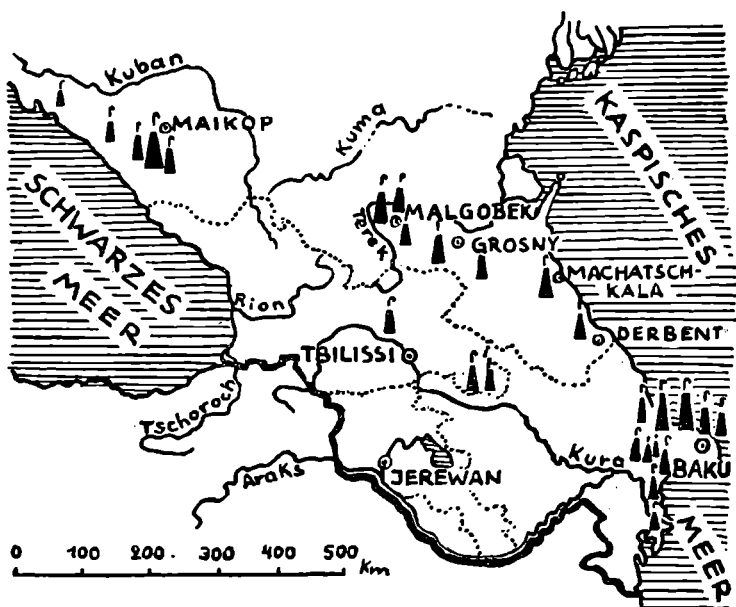 Kuban
MAIKOP
Kuma
KASPISCHES
MEER
SCHWARZES
MEER
Terek
MALGOBEK
GROSNY
MACHATSCH-
KALA
Rion
DERBENT
TBILISSI
Tschoroch
Araks
JEREWAN
Kura
BAKU
0 100 200 300 400 500 Km